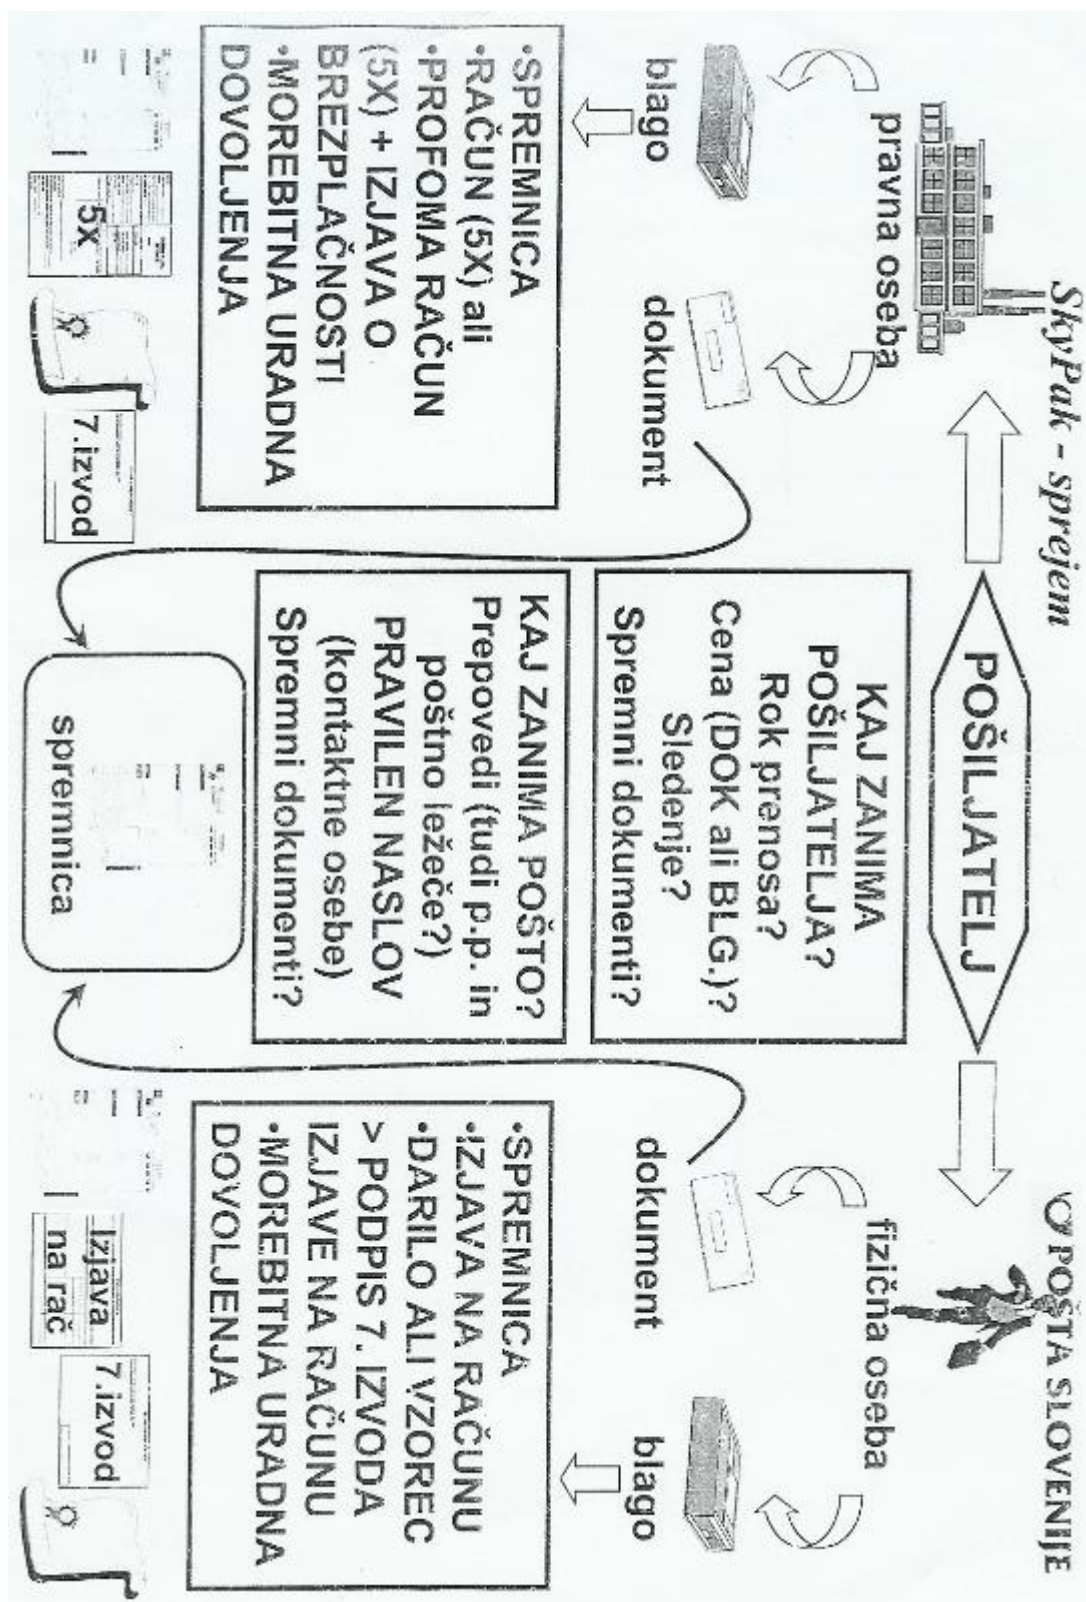 SkyPak - sprejem
POŠTA SLOVENIJE
POŠILJATELJ
pravna oseba
fizična oseba
blago
dokument
dokument
blago
KAJ ZANIMA
POŠILJATELJA?
Rok prenosa?
Cena (DOK ali BLG.)?
Sledenje?
Spremni dokumenti?
KAJ ZANIMA POŠTO?
Prepovedi (tudi p.p. in
poštno ležeče?)
PRAVILEN NASLOV
(kontaktne osebe)
Spremni dokumenti?
•SPREMNICA
•RAČUN (5X) ali
•PROFOMA RAČUN
(5X) + IZJAVA O
BREZPLAČNOSTI
•MOREBITNA URADNA
DOVOLJENJA
•SPREMNICA
•IZJAVA NA RAČUNU
•DARILO ALI VZOREC
> PODPIS 7. IZVODA
IZJAVE NA RAČUNU
•MOREBITNA URADNA
DOVOLJENJA
5X
7.izvod
spremnica
Izjava
na rač
7.izvod